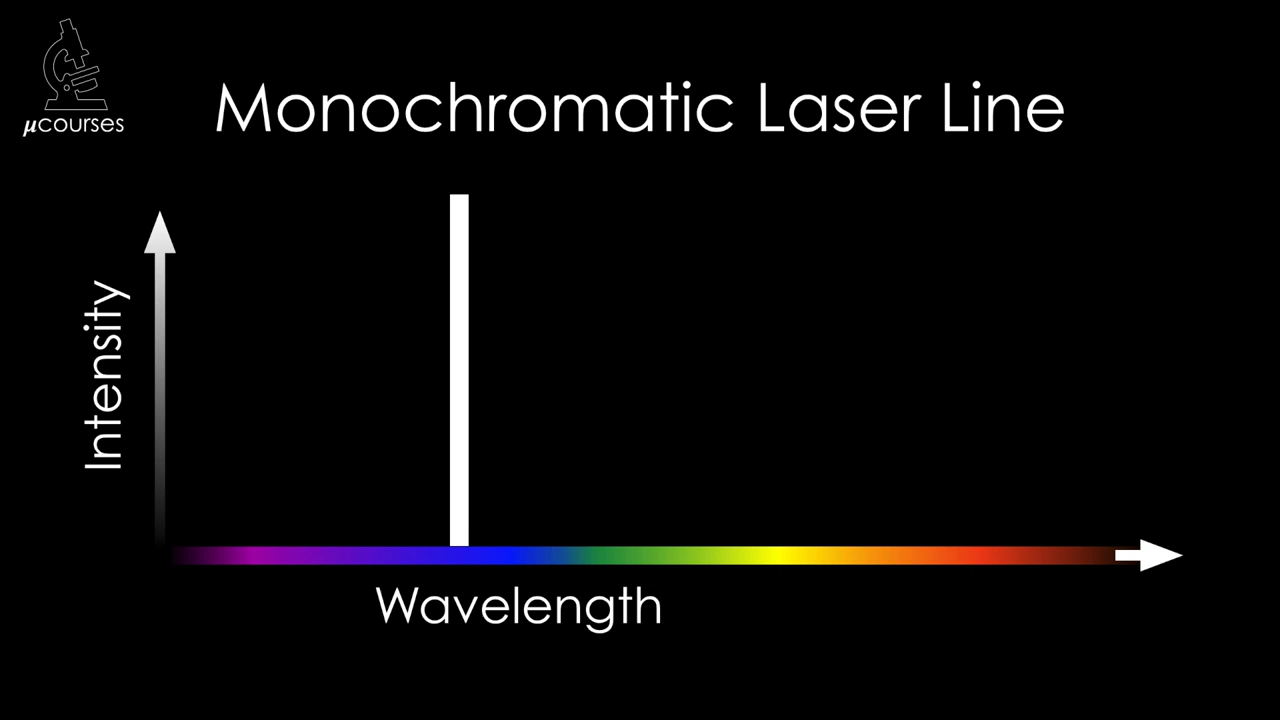 µcourses
Monochromatic Laser Line
Intensity
Wavelength